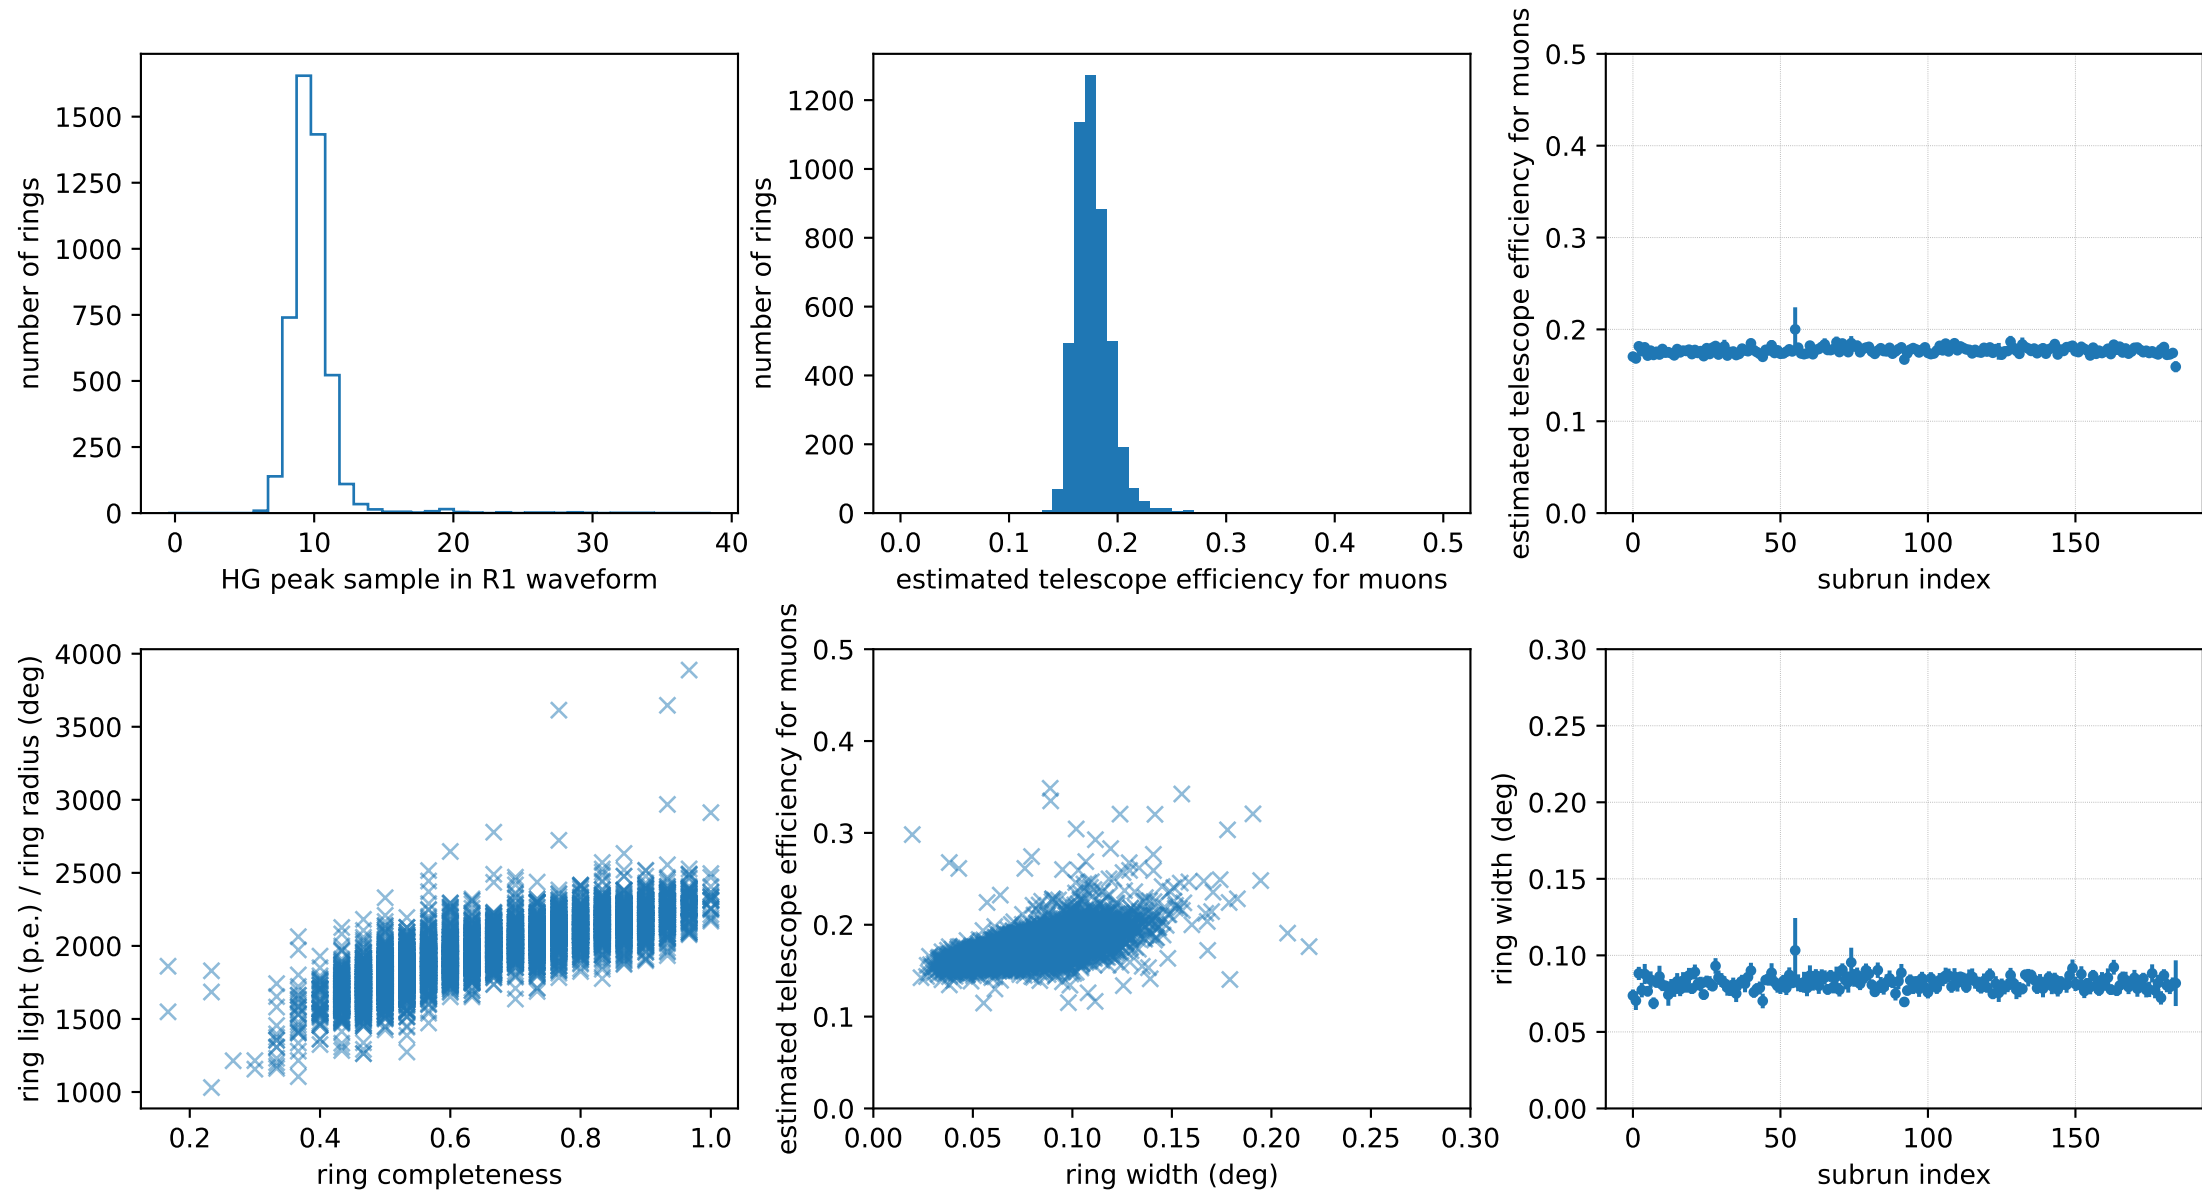 number of rings
1500
1250
1000
750
500
250
0
0 10 20 30 40
HG peak sample in R1 waveform
number of rings
1200
1000
800
600
400
200
0
0.0 0.1 0.2 0.3 0.4 0.5
estimated telescope efficiency for muons
estimated telescope efficiency for muons
0.5
0.4
0.3
0.2
0.1
0.0
0 50 100 150
subrun index
ring light (p.e.) / ring radius (deg)
4000
3500
3000
2500
2000
1500
1000
0.2 0.4 0.6 0.8 1.0
ring completeness
estimated telescope efficiency for muons
0.5
0.4
0.3
0.2
0.1
0.0
0.00 0.05 0.10 0.15 0.20 0.25 0.30
ring width (deg)
ring width (deg)
0.30
0.25
0.20
0.15
0.10
0.05
0.00
0 50 100 150
subrun index